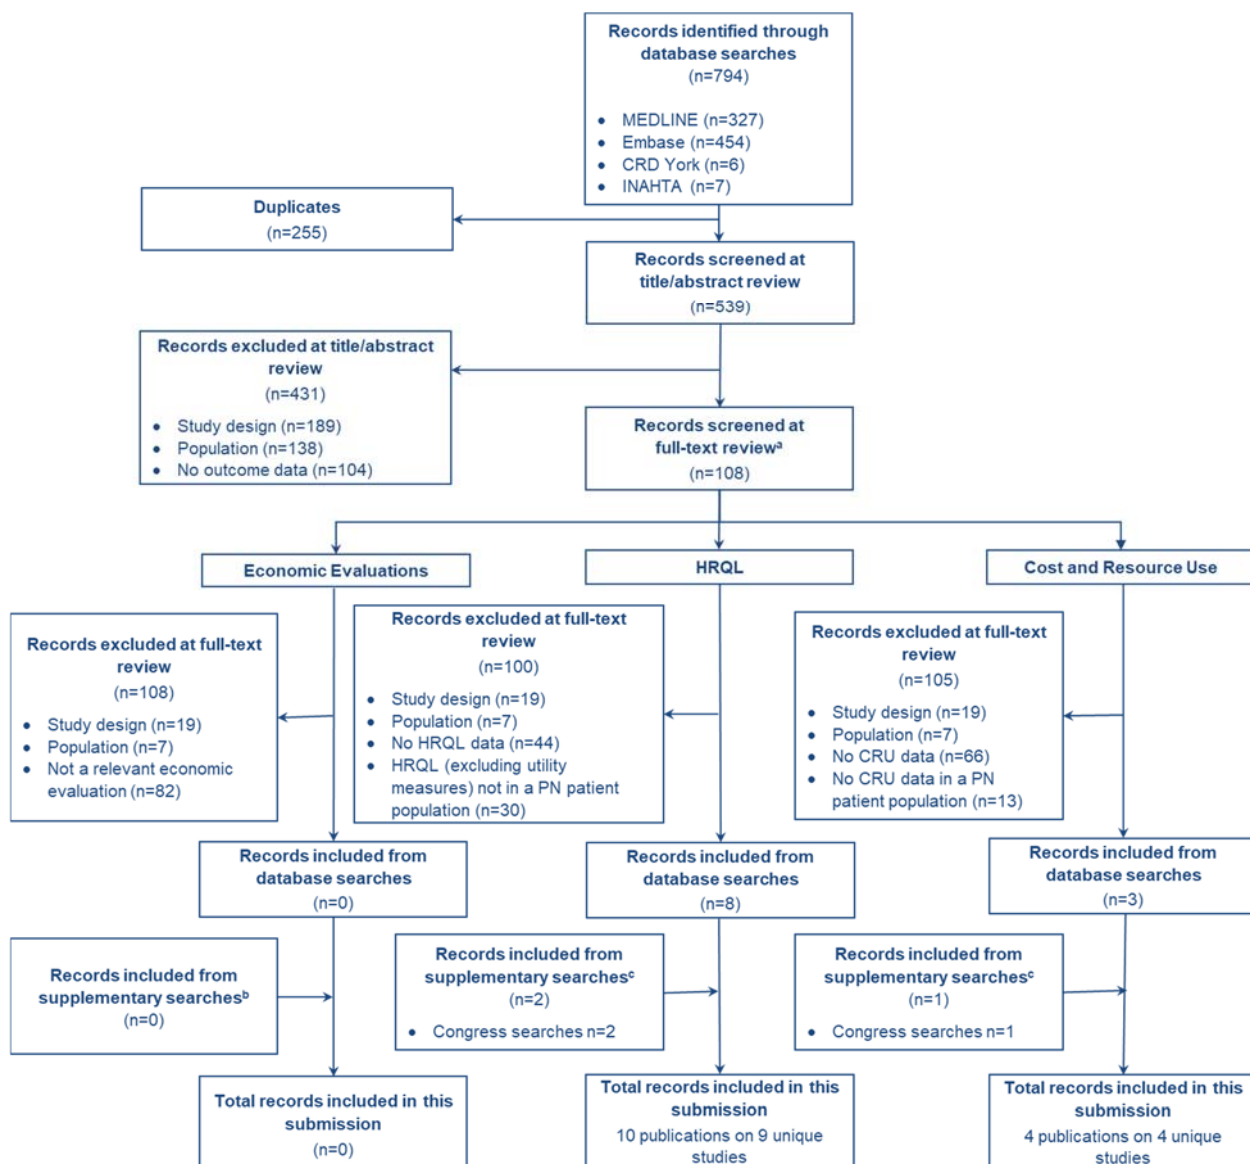 Records identified through
database searches
(n=794)
• MEDLINE (n=327)
• Embase (n=454)
• CRD York (n=6)
• INAHTA (n=7)
Duplicates
(n=255)
Records screened at
title/abstract review
(n=539)
Records excluded at title/abstract
review
(n=431)
• Study design (n=189)
• Population (n=138)
• No outcome data (n=104)
Records screened at
full-text reviewᵃ
(n=108)
Economic Evaluations
HRQL
Cost and Resource Use
Records excluded at full-text
review
(n=108)
• Study design (n=19)
• Population (n=7)
• Not a relevant economic
evaluation (n=82)
Records excluded at full-text
review
(n=100)
• Study design (n=19)
• Population (n=7)
• No HRQL data (n=44)
• HRQL (excluding utility
measures) not in a PN patient
population (n=30)
Records excluded at full-text
review
(n=105)
• Study design (n=19)
• Population (n=7)
• No CRU data (n=66)
• No CRU data in a PN
patient population (n=13)
Records included from
database searches
(n=0)
Records included from
database searches
(n=8)
Records included from
database searches
(n=3)
Records included from
supplementary searchesᵇ
(n=0)
Records included from
supplementary searchesᶜ
(n=2)
• Congress searches n=2
Records included from
supplementary searchesᶜ
(n=1)
• Congress searches n=1
Total records included in this
submission
(n=0)
Total records included in this
submission
10 publications on 9 unique
studies
Total records included in this
submission
4 publications on 4 unique
studies